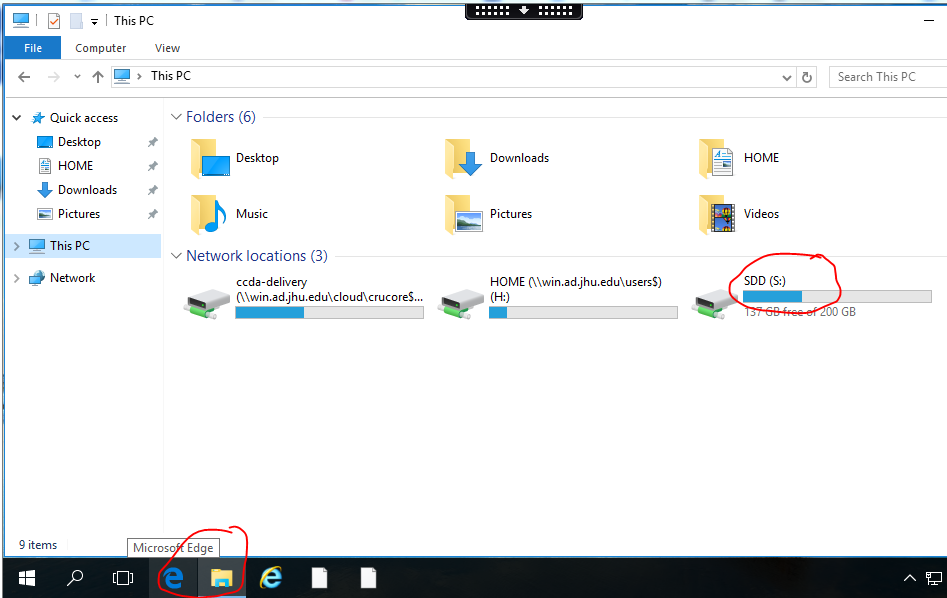 This PC
File Computer View
This PC
Search This PC
Quick access
Desktop
HOME
Downloads
Pictures
This PC
Network
Folders (6)
Desktop
Downloads
HOME
Music
Pictures
Videos
Network locations (3)
ccda-delivery
(\\win.ad.jhu.edu\cloud\crucore$...
HOME (\\win.ad.jhu.edu\users$)
(H:)
SDD (S:)
137 GB free of 200 GB
9 items
Microsoft Edge